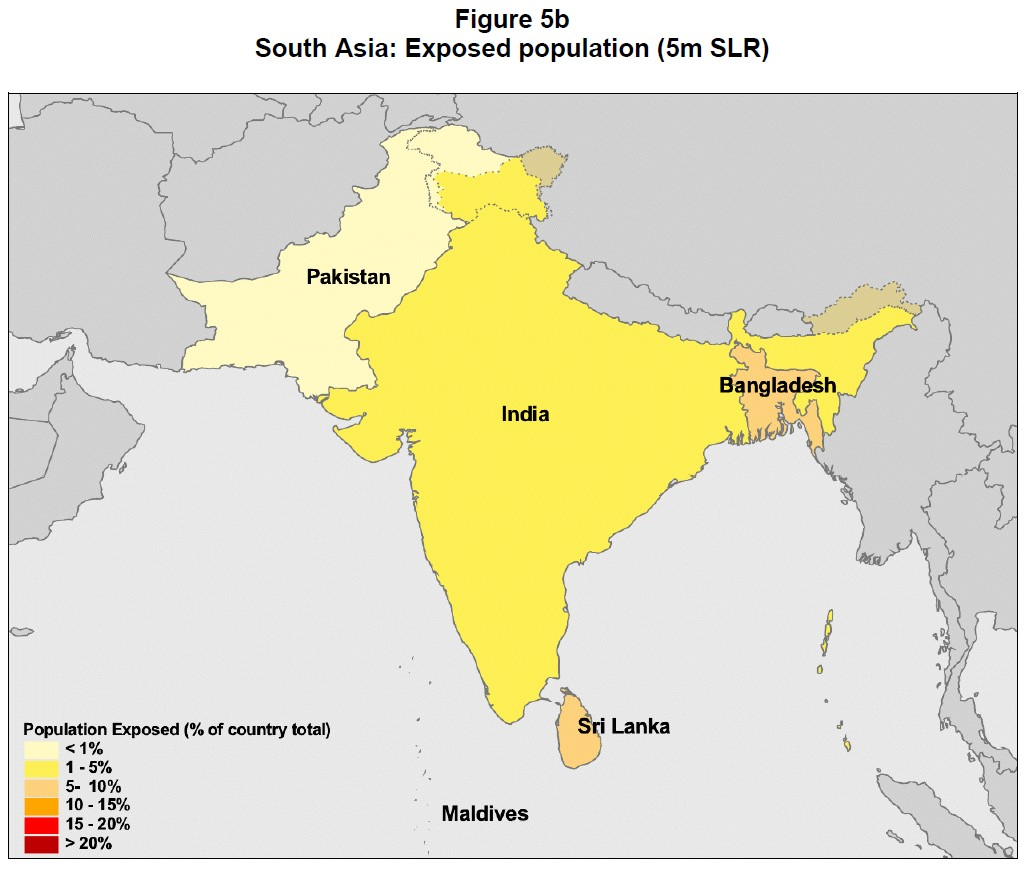 Figure 5b
South Asia: Exposed population (5m SLR)
Pakistan
Bangladesh
India
Sri Lanka
Maldives
Population Exposed (% of country total)
< 1%
1 - 5%
5- 10%
10 - 15%
15 - 20%
> 20%